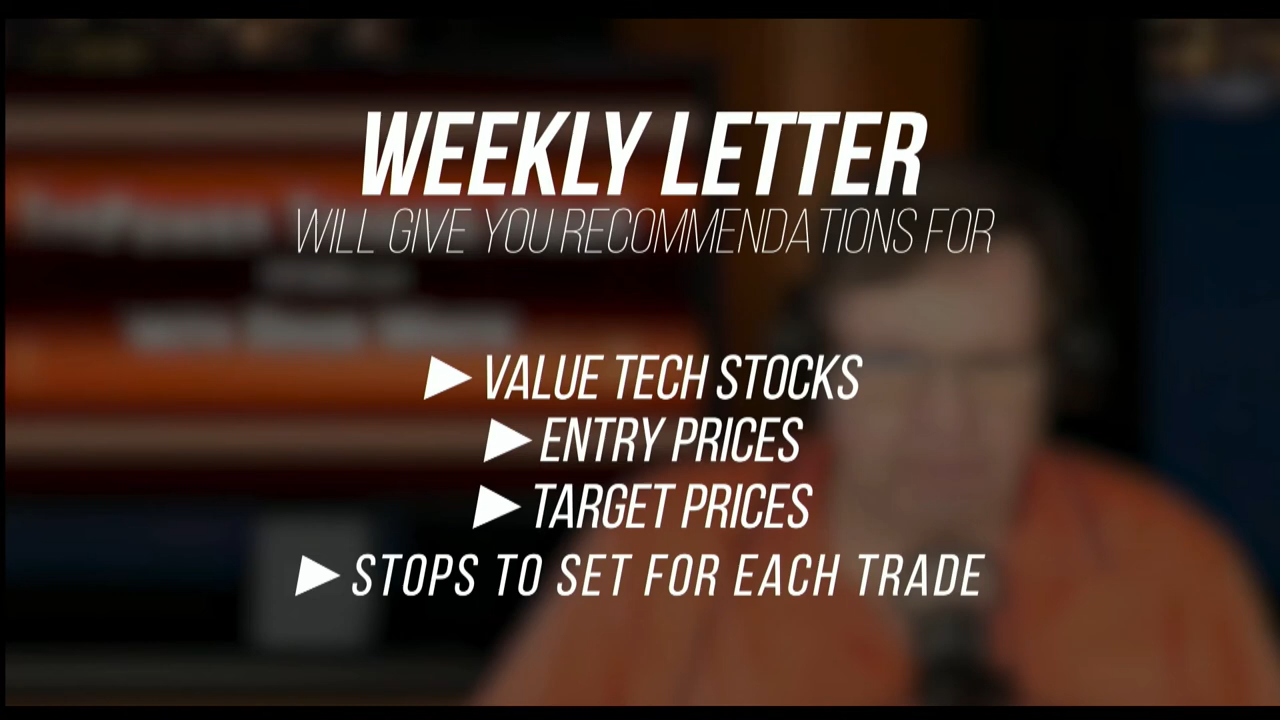 WEEKLY LETTER
WILL GIVE YOU RECOMMENDATIONS FOR
▶ VALUE TECH STOCKS
▶ ENTRY PRICES
▶ TARGET PRICES
▶ STOPS TO SET FOR EACH TRADE